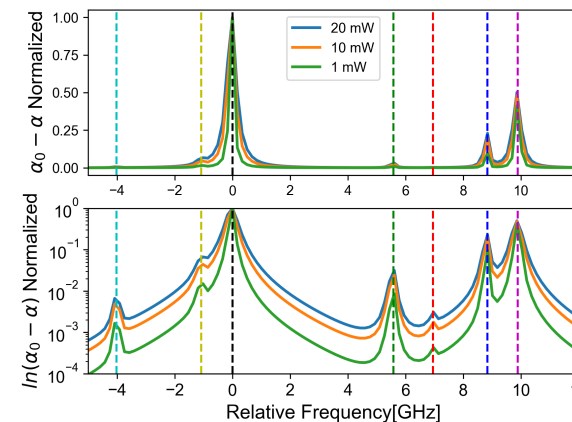 α₀ − α Normalized
1.00
0.75
0.50
0.25
0.00
20 mW
10 mW
1 mW
−4 −2 0 2 4 6 8 10
ln(α₀ − α) Normalized
10⁰
10⁻¹
10⁻²
10⁻³
10⁻⁴
−4 −2 0 2 4 6 8 10
Relative Frequency[GHz]